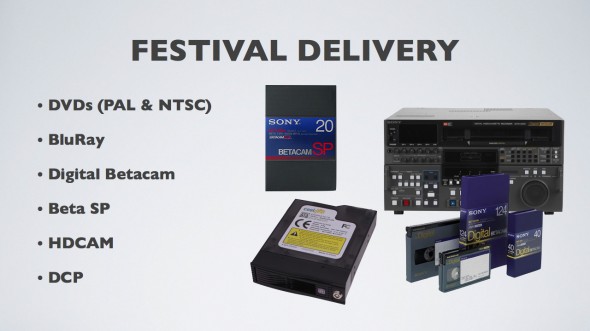 FESTIVAL DELIVERY
• DVDs (PAL & NTSC)
• BluRay
• Digital Betacam
• Beta SP
• HDCAM
• DCP
SONY
20
BETACAM SP
SONY
124
Digital
40
Digital